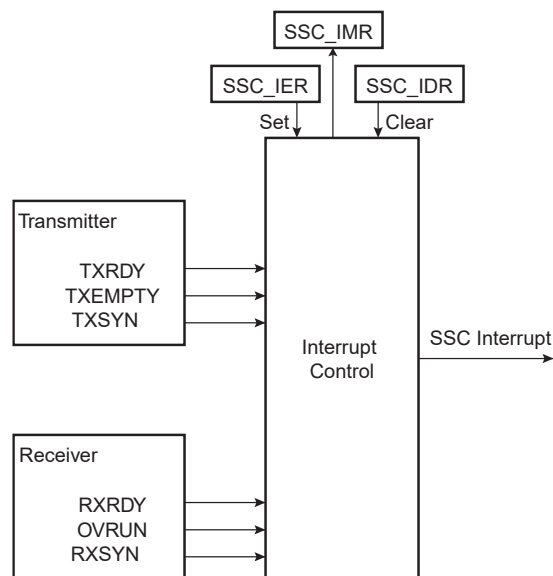 SSC_IMR
SSC_IER
SSC_IDR
Set
Clear
Transmitter
TXRDY
TXEMPTY
TXSYN
Interrupt
Control
SSC Interrupt
Receiver
RXRDY
OVRUN
RXSYN